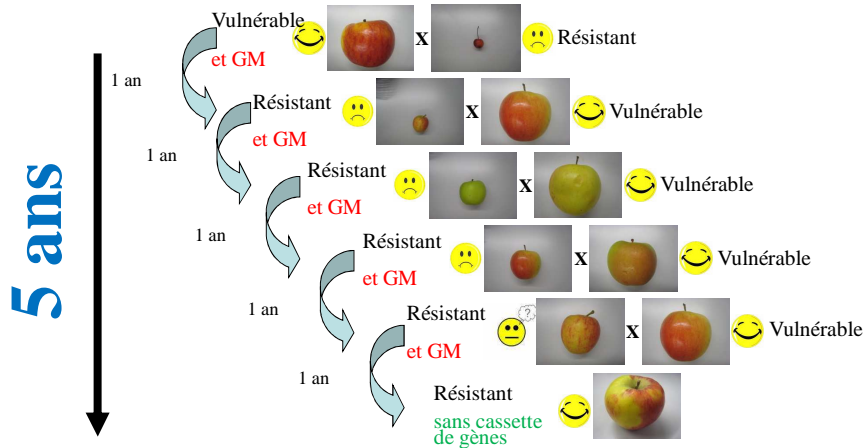 Vulnérable
X
Résistant
et GM
1 an
Résistant
X
Vulnérable
et GM
1 an
Résistant
X
Vulnérable
et GM
1 an
Résistant
X
Vulnérable
et GM
1 an
Résistant
?
X
Vulnérable
et GM
1 an
Résistant
sans cassette
de gènes
5 ans